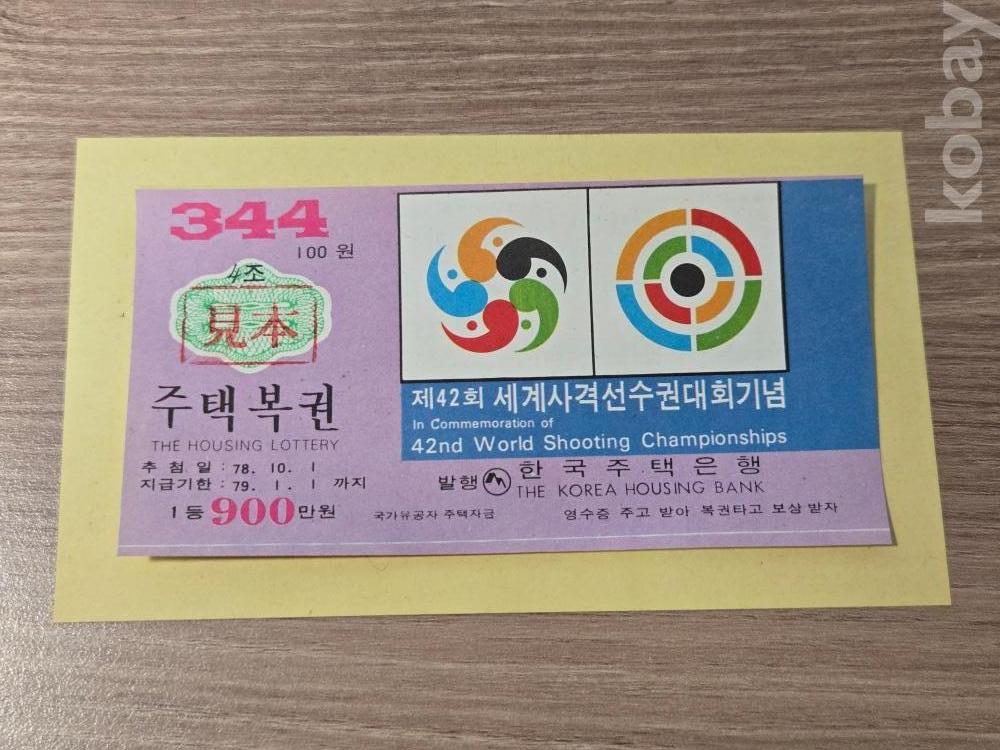 344
100 원
4조
見本
주택복권
THE HOUSING LOTTERY
추 첨 일 : 78. 10. 1
지급기한 : 79. 1. 1 까지
1등 900만원
제42회 세계사격선수권대회기념
In Commemoration of
42nd World Shooting Championships
발행 한국주택은행
THE KOREA HOUSING BANK
국가유공자 주택자금
영수증 주고 받아 복권타고 보상 받자
kobay